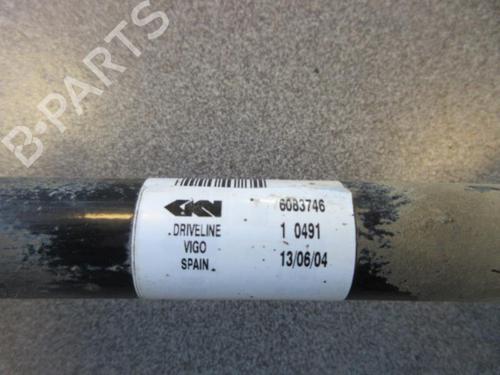 B-PARTS
GKN
DRIVELINE
VIGO
SPAIN
6083746
1 0491
13/06/04